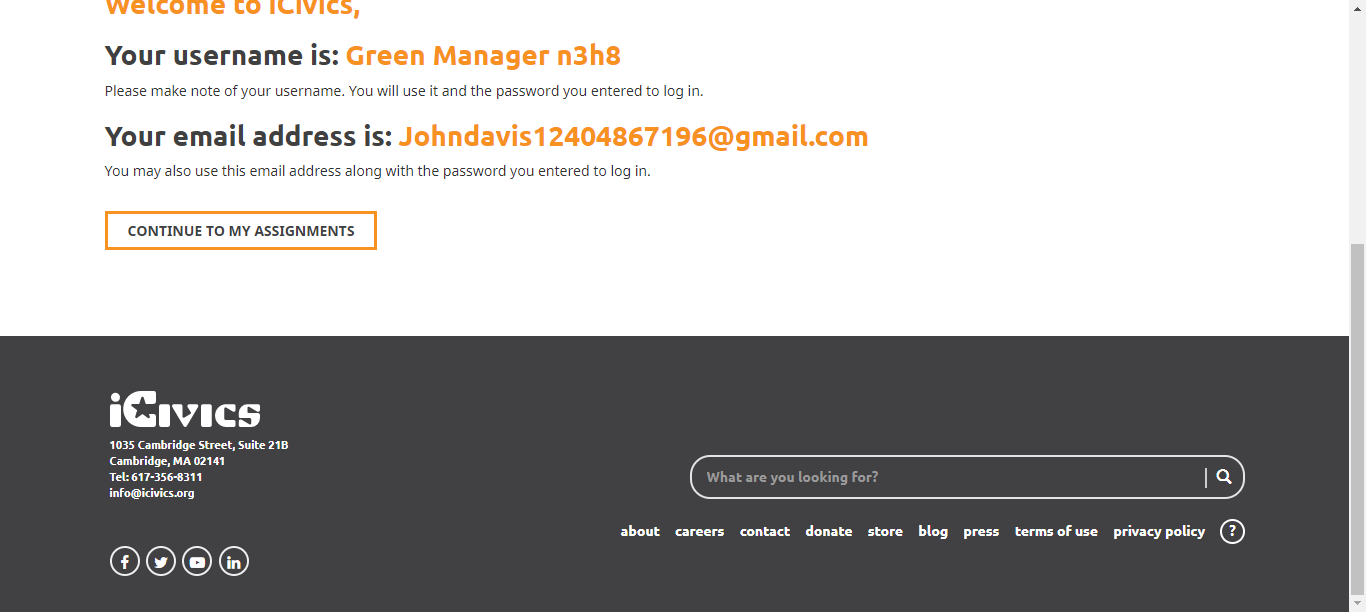 Welcome to iCivics,
Your username is: Green Manager n3h8
Please make note of your username. You will use it and the password you entered to log in.
Your email address is: Johndavis12404867196@gmail.com
You may also use this email address along with the password you entered to log in.
CONTINUE TO MY ASSIGNMENTS
iCivics
1035 Cambridge Street, Suite 21B
Cambridge, MA 02141
Tel: 617-356-8311
info@icivics.org
What are you looking for?
about careers contact donate store blog press terms of use privacy policy ?